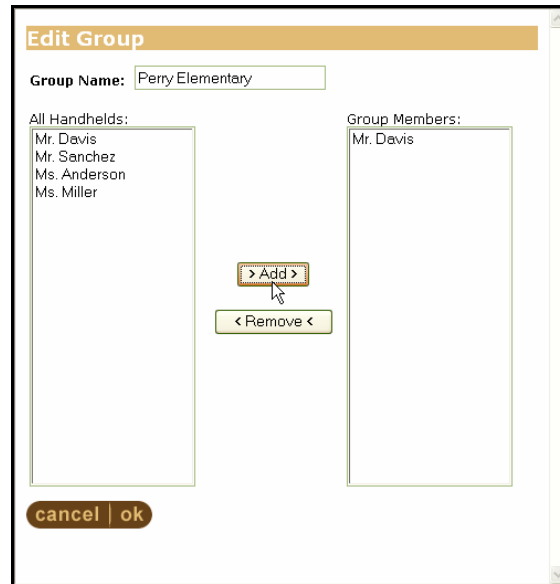 Edit Group
Group Name: Perry Elementary
All Handhelds:
Mr. Davis
Mr. Sanchez
Ms. Anderson
Ms. Miller
> Add >
< Remove <
Group Members:
Mr. Davis
cancel | ok